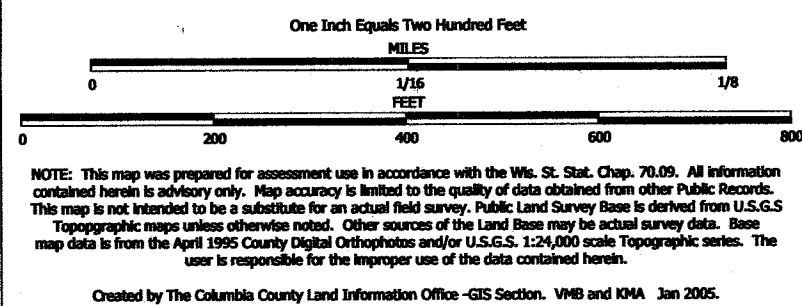 One Inch Equals Two Hundred Feet
MILES
0 1/16 1/8
FEET
0 200 400 600 800
NOTE: This map was prepared for assessment use in accordance with the Wis. St. Stat. Chap. 70.09. All information
contained herein is advisory only. Map accuracy is limited to the quality of data obtained from other Public Records.
This map is not intended to be a substitute for an actual field survey. Public Land Survey Base is derived from U.S.G.S
Topopgraphic maps unless otherwise noted. Other sources of the Land Base may be actual survey data. Base
map data is from the April 1995 County Digital Orthophotos and/or U.S.G.S. 1:24,000 scale Topographic series. The
user is responsible for the improper use of the data contained herein.
Created by The Columbia County Land Information Office -GIS Section. VMB and KMA Jan 2005.